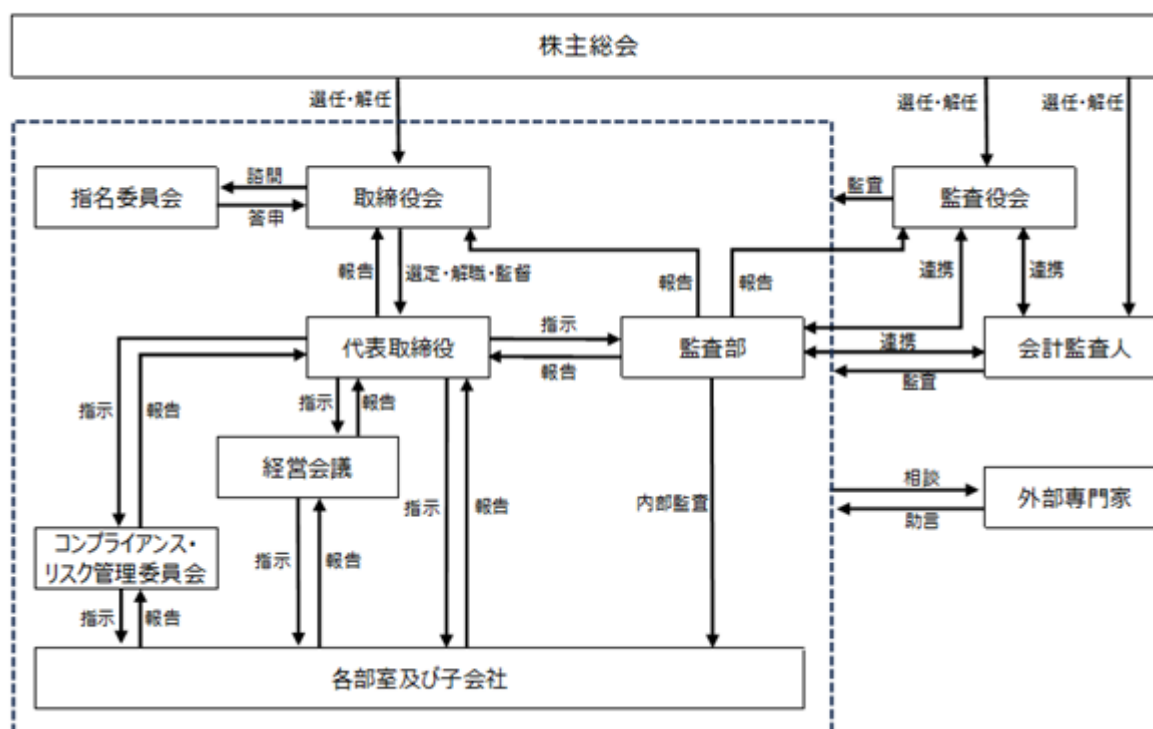 株主総会
選任・解任
選任・解任
選任・解任
指名委員会
諮問
答申
取締役会
監査
監査役会
報告
選定・解職・監督
報告
報告
連携
連携
代表取締役
指示
報告
監査部
連携
監査
会計監査人
指示
報告
指示
報告
経営会議
指示
報告
内部監査
相談
助言
外部専門家
コンプライアンス・
リスク管理委員会
指示
報告
指示
報告
各部室及び子会社